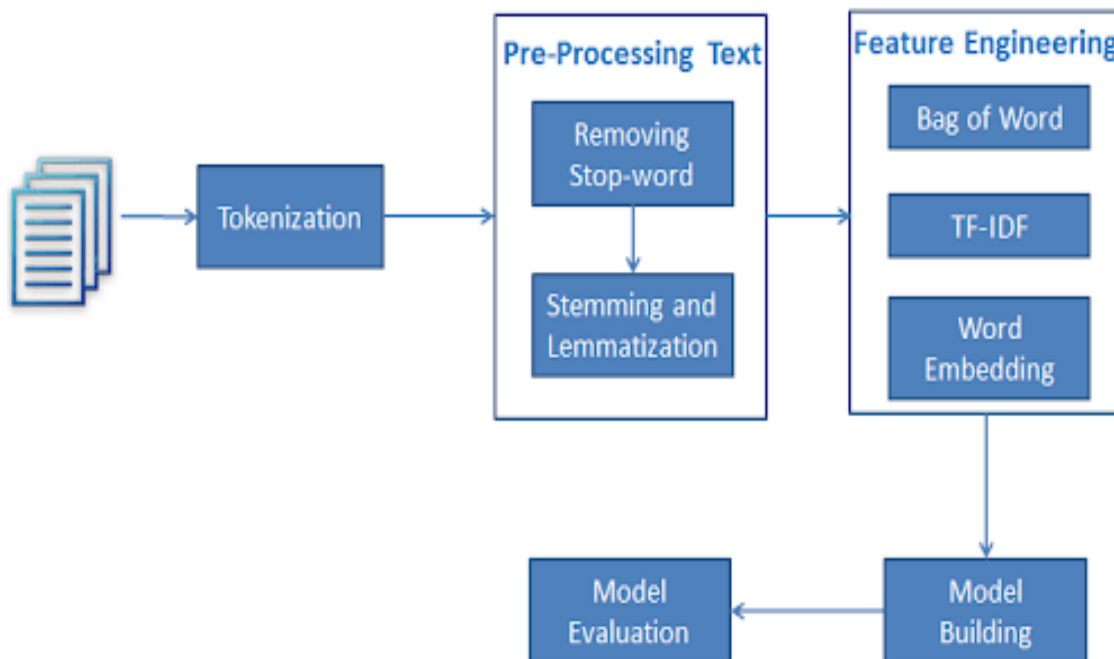 Pre-Processing Text
Feature Engineering
Removing
Stop-word
Bag of Word
Tokenization
TF-IDF
Stemming and
Lemmatization
Word
Embedding
Model
Evaluation
Model
Building